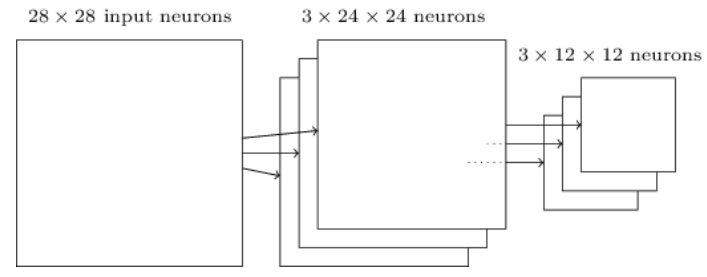 28 × 28 input neurons
3 × 24 × 24 neurons
3 × 12 × 12 neurons